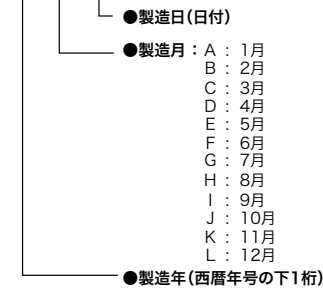 ●製造日(日付)
●製造月：A : 1月
B : 2月
C : 3月
D : 4月
E : 5月
F : 6月
G : 7月
H : 8月
I : 9月
J : 10月
K : 11月
L : 12月
●製造年(西暦年号の下1桁)